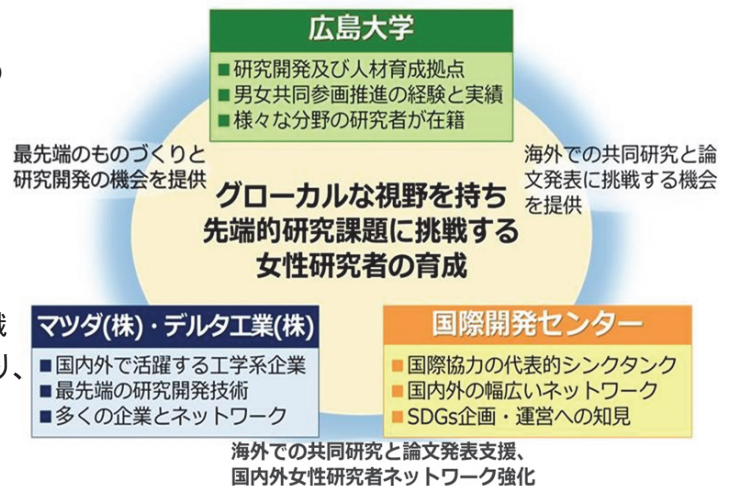 広島大学
■研究開発及び人材育成拠点
■男女共同参画推進の経験と実績
■様々な分野の研究者が在籍
最先端のものづくりと
研究開発の機会を提供
海外での共同研究と論
文発表に挑戦する機会
を提供
グローカルな視野を持ち
先端的研究課題に挑戦する
女性研究者の育成
マツダ(株)・デルタ工業(株)
■国内外で活躍する工学系企業
■最先端の研究開発技術
■多くの企業とネットワーク
国際開発センター
■国際協力の代表的シンクタンク
■国内外の幅広いネットワーク
■SDGs企画・運営への知見
海外での共同研究と論文発表支援、
国内外女性研究者ネットワーク強化
り、